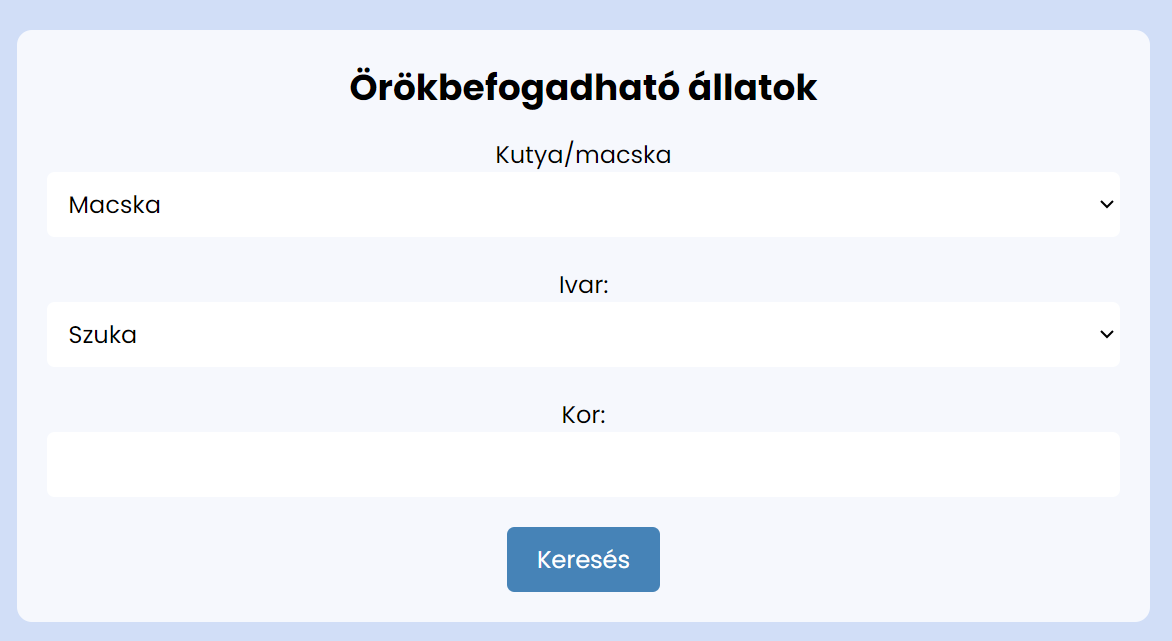 Örökbefogadható állatok
Kutya/macska
Macska
Ivar:
Szuka
Kor:
Keresés